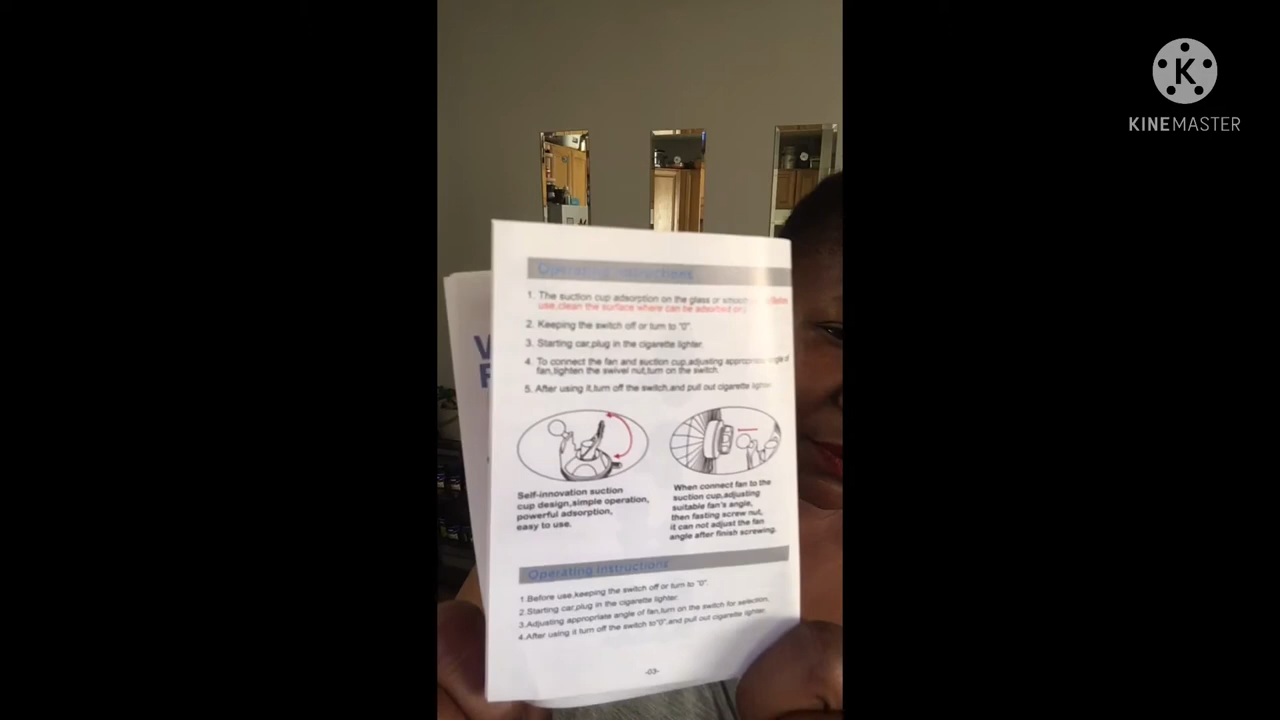 KINEMASTER
Operating Instructions
1. The suction cup adsorption on the glass or smooth Before
use,clean the surface where can be adsorbed on).
2. Keeping the switch off or turn to "0".
3. Starting car,plug in the cigarette lighter.
4. To connect the fan and suction cup,adjusting appropriate angle of
fan,tighten the swivel nut,turn on the switch.
5. After using it,turn off the switch,and pull out cigarette lighter.
Self-innovation suction
cup design,simple operation,
powerful adsorption,
easy to use.
When connect fan to the
suction cup,adjusting
suitable fan's angle,
then fasting screw nut,
it can not adjust the fan
angle after finish screwing.
Operating Instructions
1.Before use,keeping the switch off or turn to "0".
2.Starting car,plug in the cigarette lighter.
3.Adjusting appropriate angle of fan,turn on the switch for selection,
4.After using it turn off the switch to"0",and pull out cigarette lighter.
-03-